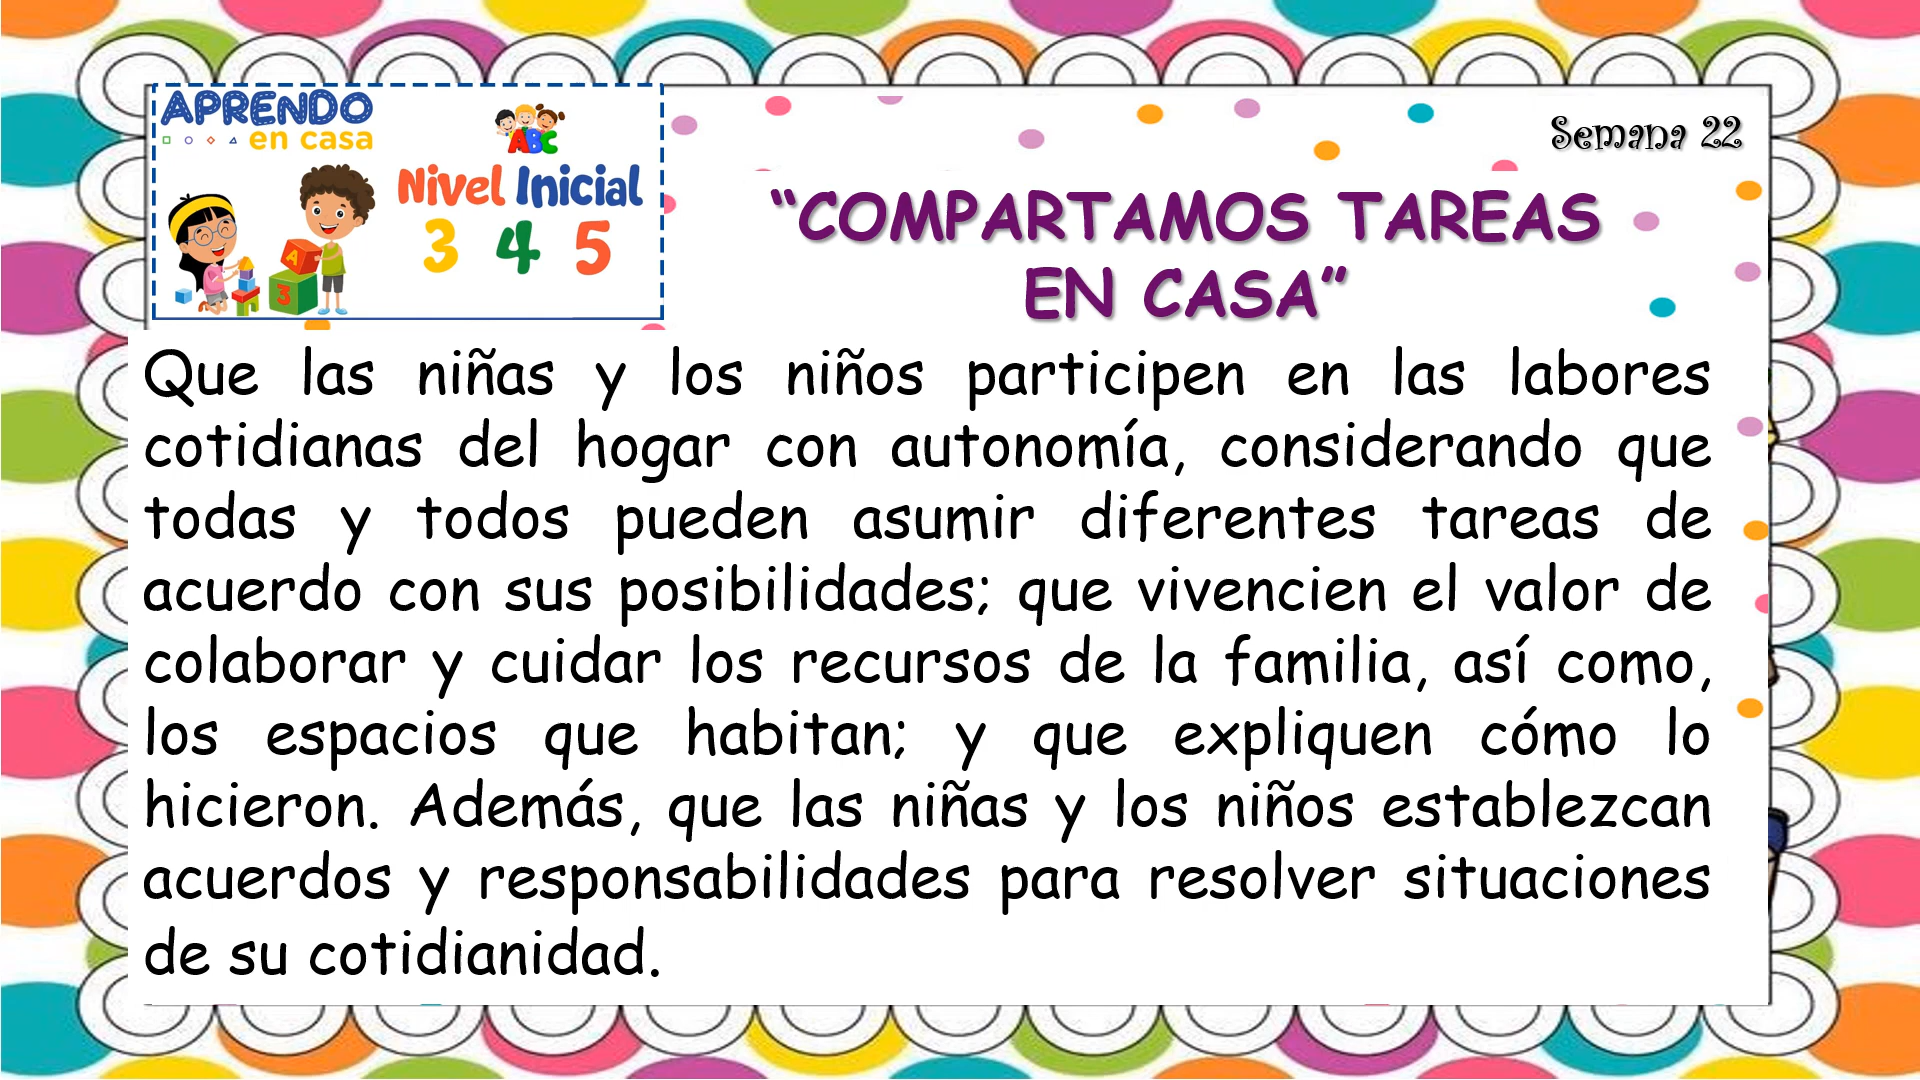 APRENDO
en casa
ABC
Nivel Inicial
3 4 5
A
3
Semana 22
“COMPARTAMOS TAREAS
EN CASA”
Que las niñas y los niños participen en las labores
cotidianas del hogar con autonomía, considerando que
todas y todos pueden asumir diferentes tareas de
acuerdo con sus posibilidades; que vivencien el valor de
colaborar y cuidar los recursos de la familia, así como,
los espacios que habitan; y que expliquen cómo lo
hicieron. Además, que las niñas y los niños establezcan
acuerdos y responsabilidades para resolver situaciones
de su cotidianidad.